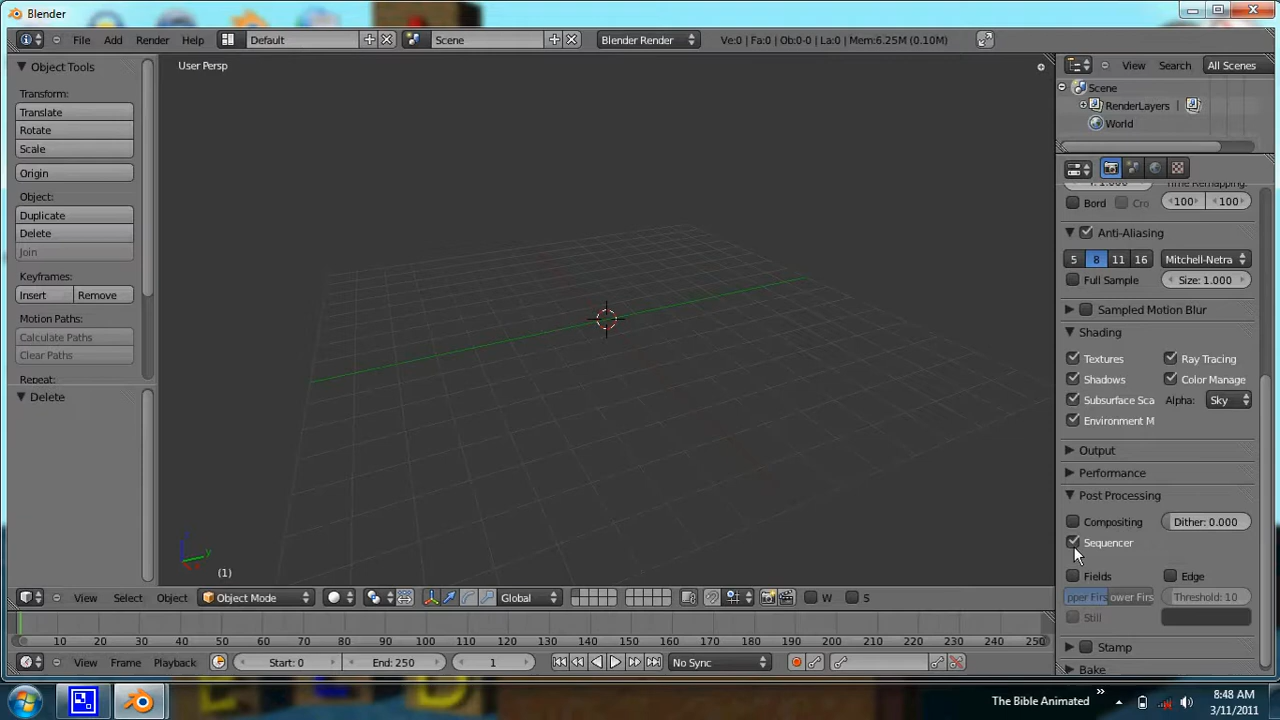 Blender
File Add Render Help Default Scene Blender Render Ve:0 | Fa:0 | Ob:0-0 | La:0 | Mem:6.25M (0.10M)
Object Tools
Transform:
Translate
Rotate
Scale
Origin
Object:
Duplicate
Delete
Join
Keyframes:
Insert Remove
Motion Paths:
Calculate Paths
Clear Paths
Repeat:
Delete
User Persp
(1)
View Search All Scenes
Scene
RenderLayers |
World
Time Remapping:
Bord Cro 100 100
Anti-Aliasing
5 8 11 16 Mitchell-Netra
Full Sample Size: 1.000
Sampled Motion Blur
Shading
Textures Ray Tracing
Shadows Color Manage
Subsurface Sca Alpha: Sky
Environment M
Output
Performance
Post Processing
Compositing Dither: 0.000
Sequencer
Fields Edge
pper Firs ower Firs Threshold: 10
Still
Stamp
Bake
View Select Object Object Mode Global W S
10 20 30 40 50 60 70 80 90 100 110 120 130 140 150 160 170 180 190 200 210 220 230 240 250
View Frame Playback Start: 0 End: 250 1 No Sync
The Bible Animated
8:48 AM
3/11/2011